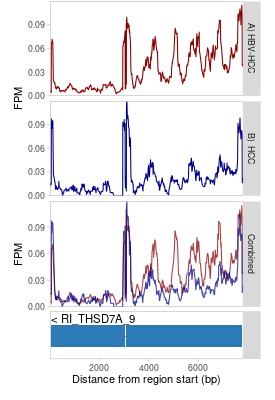 0.09
0.06
0.03
0.00
FPM
A) HBV-HCC
0.09
0.06
0.03
0.00
B) HCC
0.09
0.06
0.03
0.00
FPM
Combined
< RI_THSD7A_9
2000 4000 6000
Distance from region start (bp)